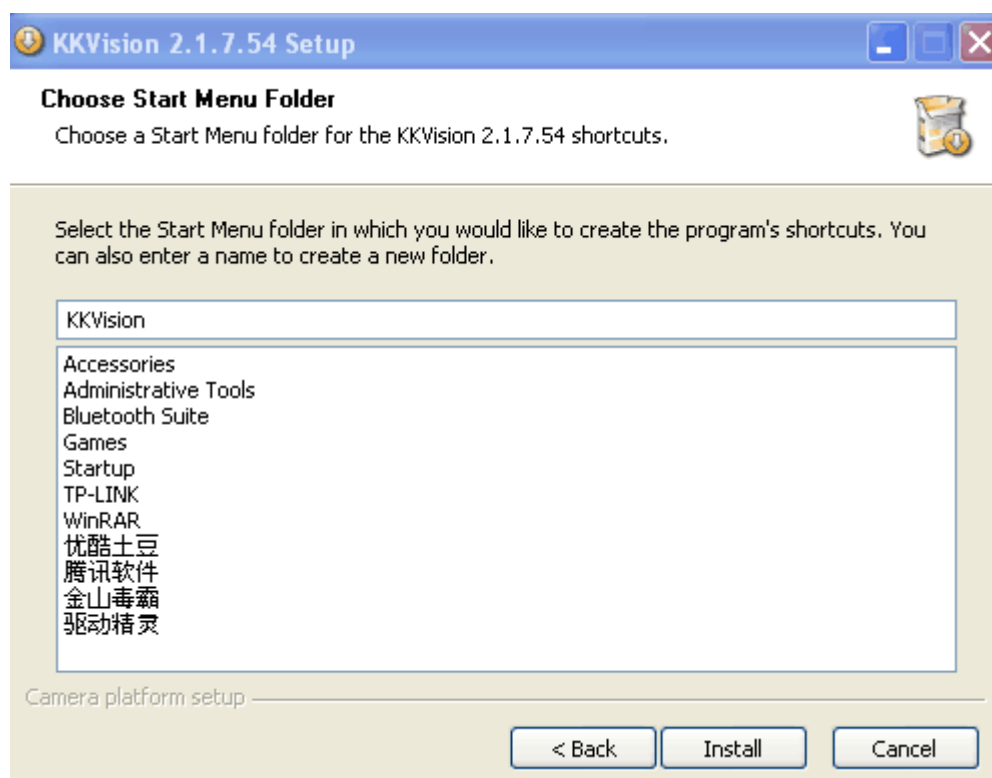 KKVision 2.1.7.54 Setup
Choose Start Menu Folder
Choose a Start Menu folder for the KKVision 2.1.7.54 shortcuts.
Select the Start Menu folder in which you would like to create the program's shortcuts. You
can also enter a name to create a new folder.
KKVision
Accessories
Administrative Tools
Bluetooth Suite
Games
Startup
TP-LINK
WinRAR
优酷土豆
腾讯软件
金山毒霸
驱动精灵
Camera platform setup
< Back
Install
Cancel